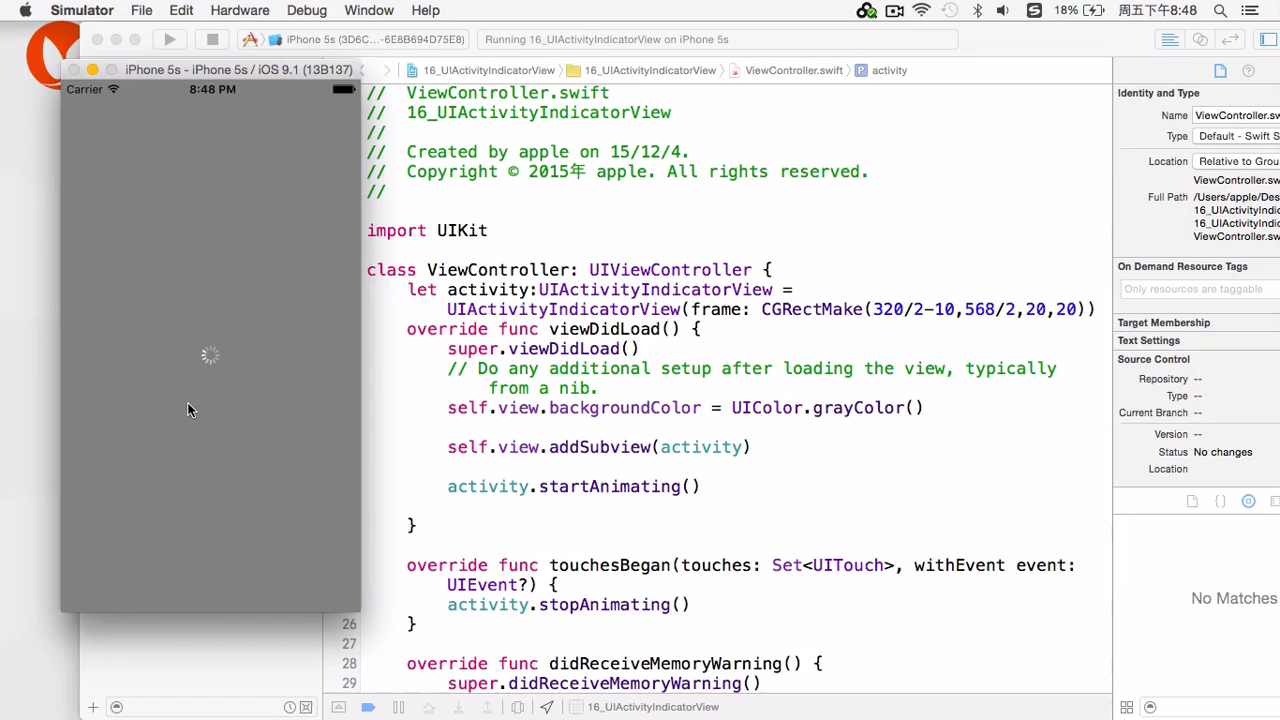 Simulator File Edit Hardware Debug Window Help 18% 周五下午8:48
iPhone 5s (3D6C...-6E8B694D75E8) Running 16_UIActivityIndicatorView on iPhone 5s
iPhone 5s - iPhone 5s / iOS 9.1 (13B137)
16_UIActivityIndicatorView 16_UIActivityIndicatorView ViewController.swift activity
Carrier 8:48 PM
// ViewController.swift
// 16_UIActivityIndicatorView
//
// Created by apple on 15/12/4.
// Copyright © 2015年 apple. All rights reserved.
//
import UIKit
class ViewController: UIViewController {
let activity:UIActivityIndicatorView =
UIActivityIndicatorView(frame: CGRectMake(320/2-10,568/2,20,20))
override func viewDidLoad() {
super.viewDidLoad()
// Do any additional setup after loading the view, typically
from a nib.
self.view.backgroundColor = UIColor.grayColor()
self.view.addSubview(activity)
activity.startAnimating()
}
override func touchesBegan(touches: Set<UITouch>, withEvent event:
UIEvent?) {
activity.stopAnimating()
26 }
27
28 override func didReceiveMemoryWarning() {
29 super.didReceiveMemoryWarning()
16_UIActivityIndicatorView
Identity and Type
Name ViewController.sw
Type Default - Swift S
Location Relative to Grou
ViewController.sw
Full Path /Users/apple/Des
16_UIActivityIndic
16_UIActivityIndic
ViewController.sw
On Demand Resource Tags
Only resources are taggable
Target Membership
Text Settings
Source Control
Repository --
Type --
Current Branch --
Version --
Status No changes
Location
No Matches